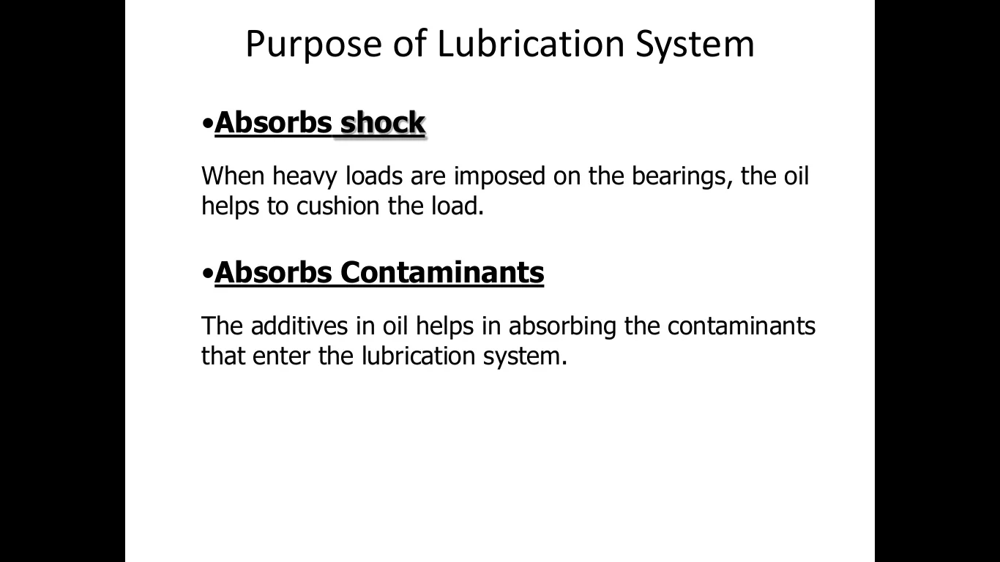 Purpose of Lubrication System
•Absorbs shock
When heavy loads are imposed on the bearings, the oil
helps to cushion the load.
•Absorbs Contaminants
The additives in oil helps in absorbing the contaminants
that enter the lubrication system.